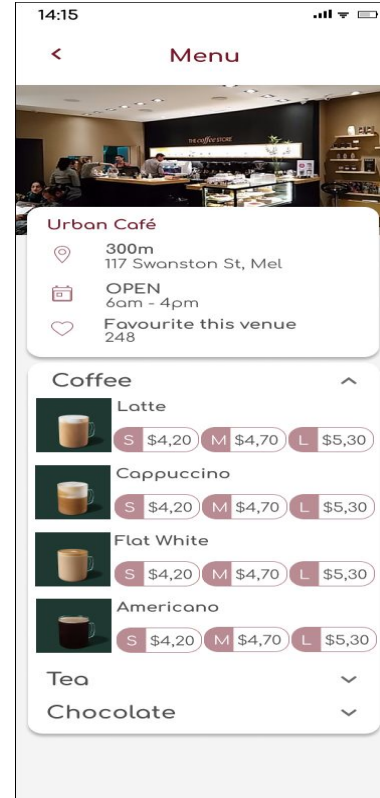 14:15
Menu
THE coffee STORE
Urban Café
300m
117 Swanston St, Mel
OPEN
6am - 4pm
Favourite this venue
248
Coffee
Latte
S $4,20 M $4,70 L $5,30
Cappuccino
S $4,20 M $4,70 L $5,30
Flat White
S $4,20 M $4,70 L $5,30
Americano
S $4,20 M $4,70 L $5,30
Tea
Chocolate